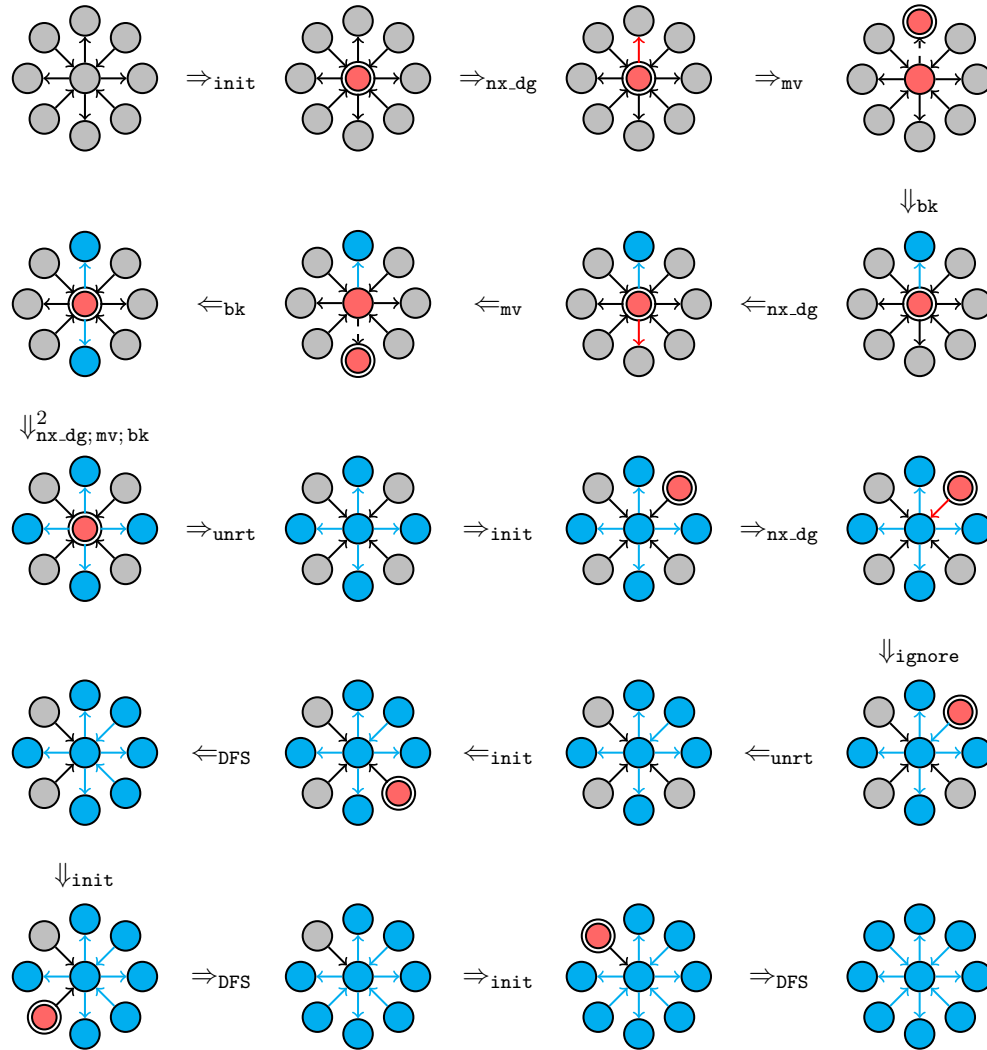 ⇒init ⇒nx_dg ⇒mv
⇓bk
⇐bk ⇐mv ⇐nx_dg
⇓²nx_dg; mv; bk
⇒unrt ⇒init ⇒nx_dg
⇓ignore
⇐DFS ⇐init ⇐unrt
⇓init
⇒DFS ⇒init ⇒DFS